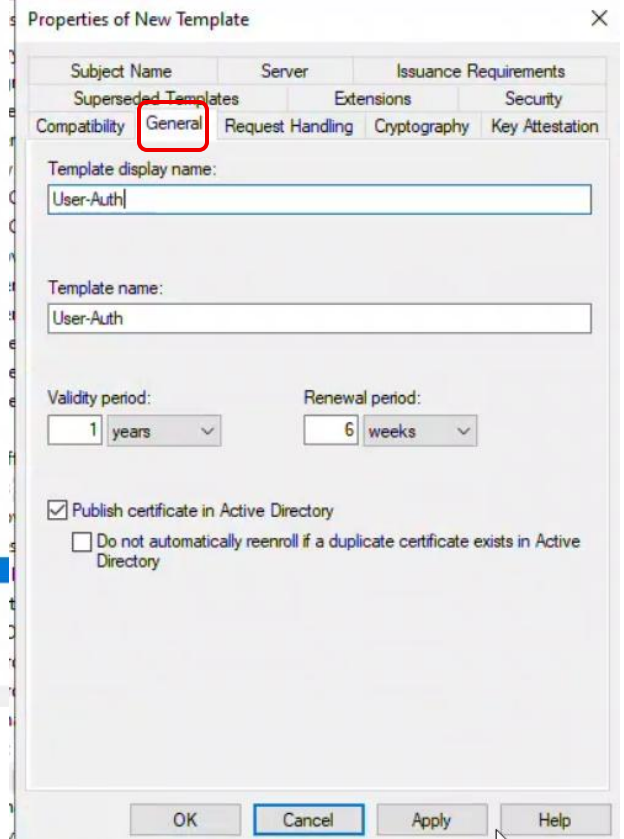 Properties of New Template
Subject Name Server Issuance Requirements
Superseded Templates Extensions Security
Compatibility General Request Handling Cryptography Key Attestation
Template display name:
User-Auth
Template name:
User-Auth
Validity period: Renewal period:
1 years 6 weeks
Publish certificate in Active Directory
Do not automatically reenroll if a duplicate certificate exists in Active
Directory
OK Cancel Apply Help